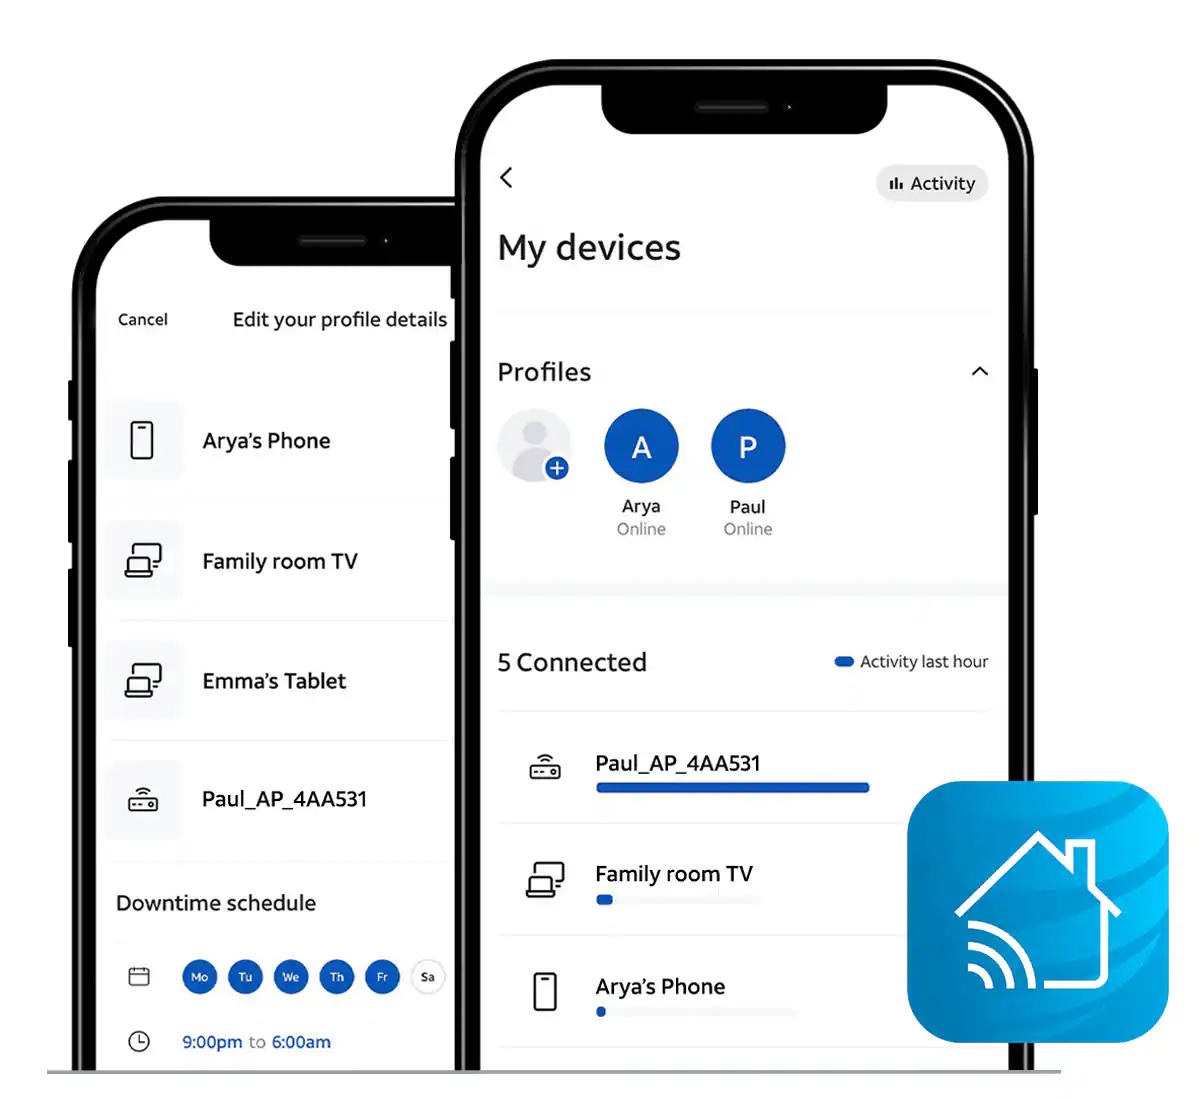 Cancel
Edit your profile details
Arya's Phone
Family room TV
Emma's Tablet
Paul_AP_4AA531
Downtime schedule
Mo Tu We Th Fr Sa
9:00pm to 6:00am
Activity
My devices
Profiles
A P
Arya Paul
Online Online
5 Connected
Activity last hour
Paul_AP_4AA531
Family room TV
Arya's Phone